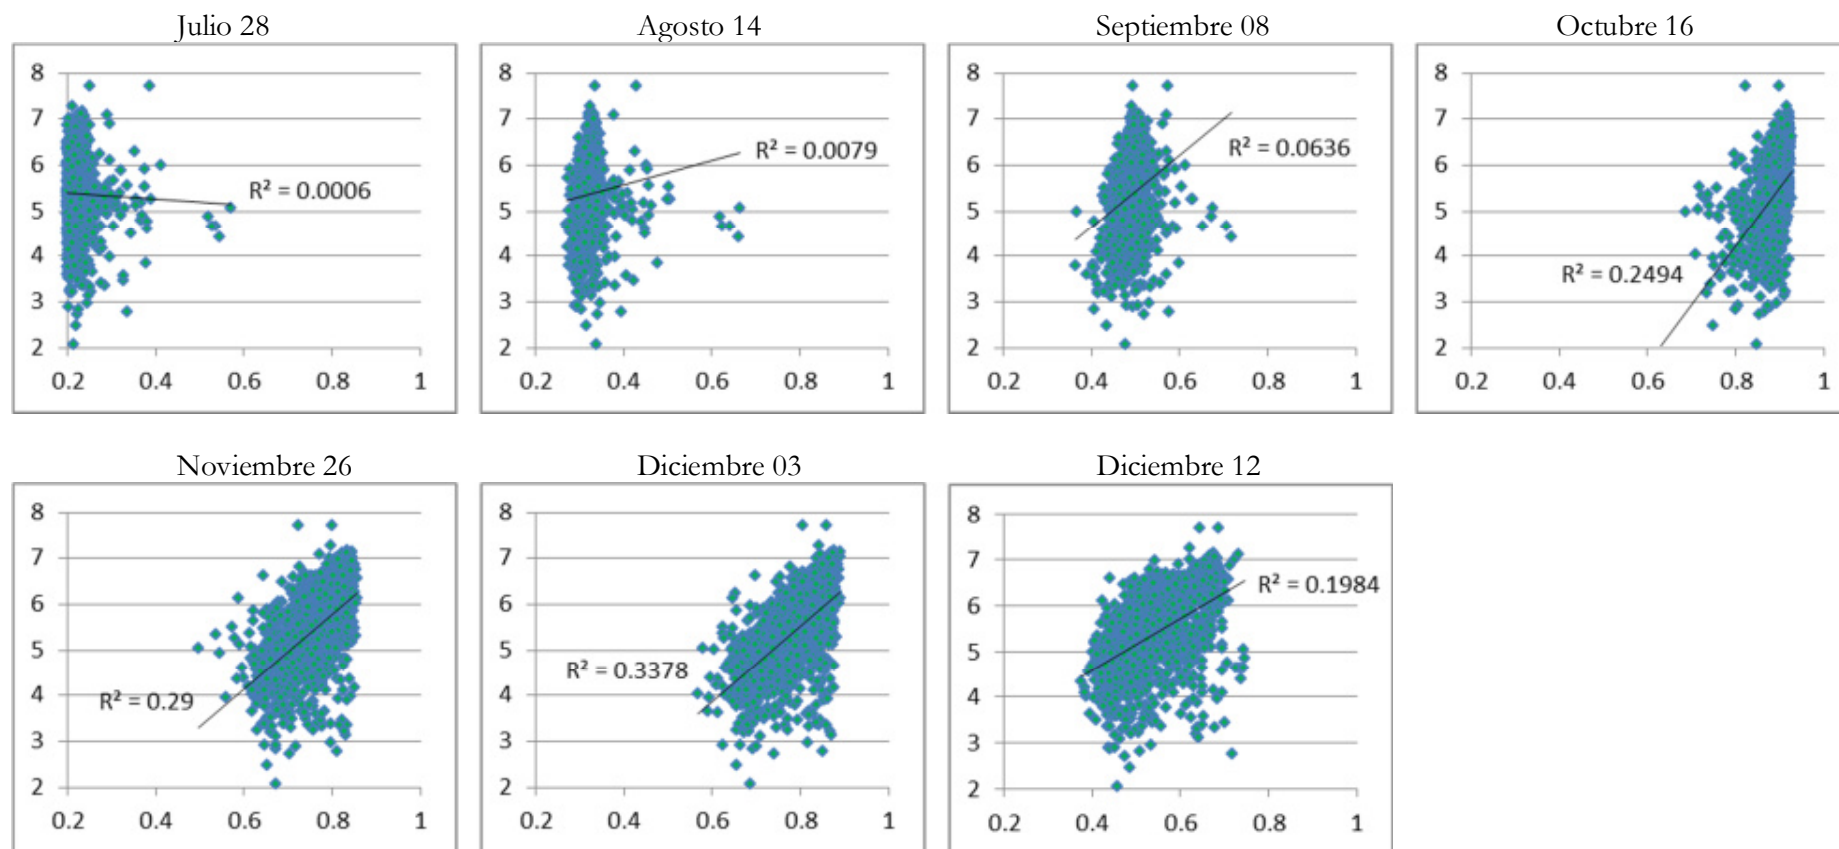 Julio 28
8
7
6
5
4
3
2
0.2 0.4 0.6 0.8 1
R² = 0.0006
Agosto 14
8
7
6
5
4
3
2
0.2 0.4 0.6 0.8 1
R² = 0.0079
Septiembre 08
8
7
6
5
4
3
2
0.2 0.4 0.6 0.8 1
R² = 0.0636
Octubre 16
8
7
6
5
4
3
2
0.2 0.4 0.6 0.8 1
R² = 0.2494
Noviembre 26
8
7
6
5
4
3
2
0.2 0.4 0.6 0.8 1
R² = 0.29
Diciembre 03
8
7
6
5
4
3
2
0.2 0.4 0.6 0.8 1
R² = 0.3378
Diciembre 12
8
7
6
5
4
3
2
0.2 0.4 0.6 0.8 1
R² = 0.1984